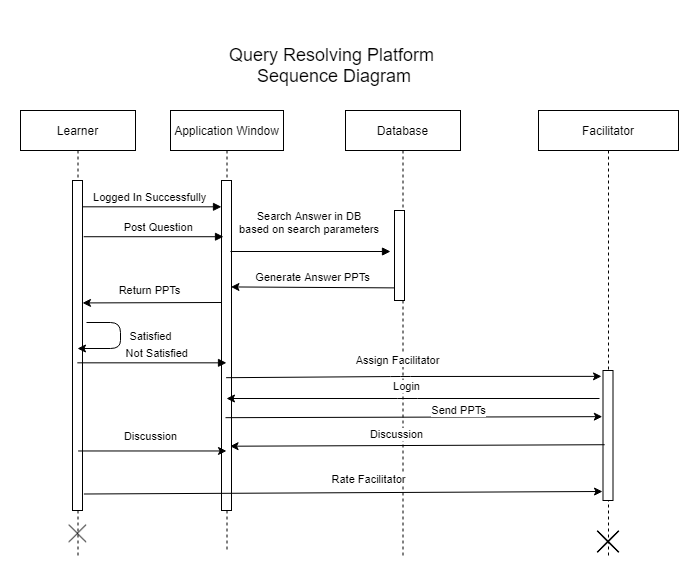 Query Resolving Platform
Sequence Diagram
Learner
Application Window
Database
Facilitator
Logged In Successfully
Post Question
Search Answer in DB
based on search parameters
Generate Answer PPTs
Return PPTs
Satisfied
Not Satisfied
Assign Facilitator
Login
Send PPTs
Discussion
Discussion
Rate Facilitator